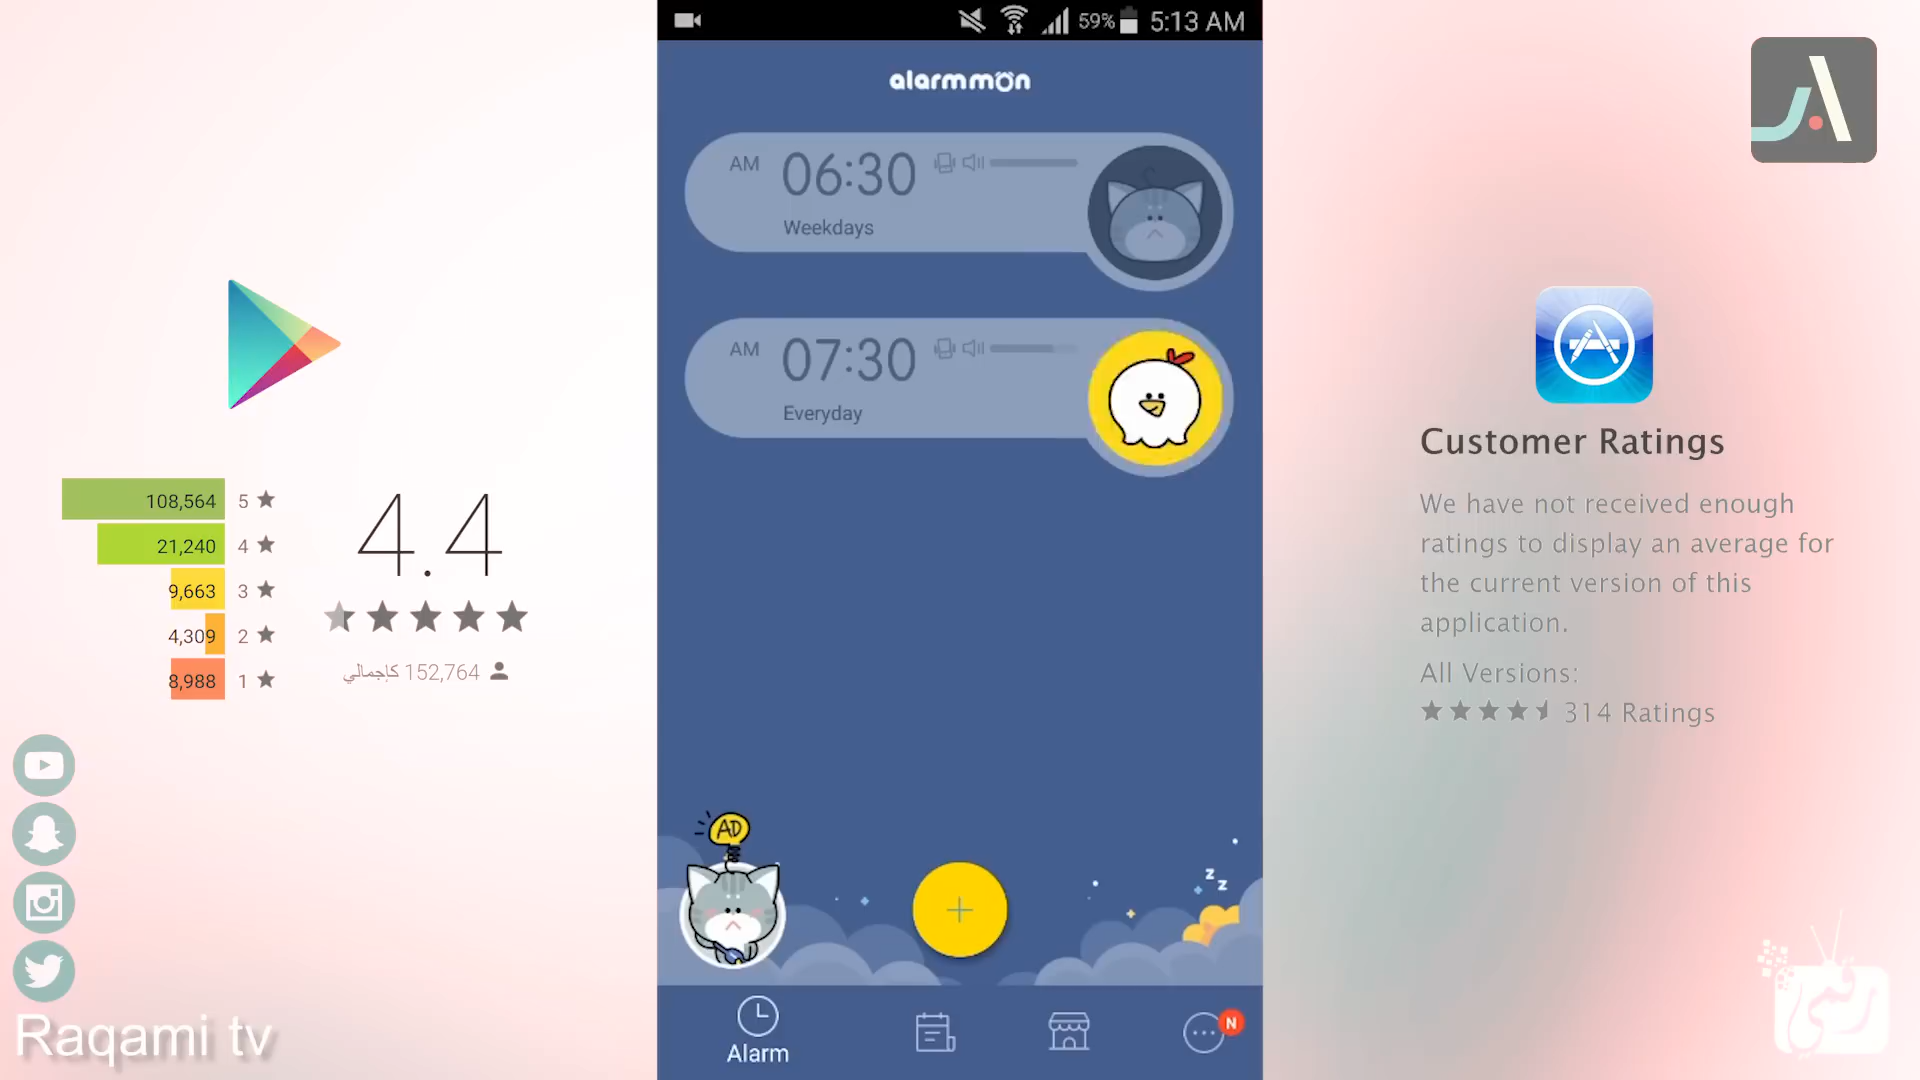 59% 5:13 AM
alarmmon
AM 06:30
Weekdays
AM 07:30
Everyday
AD
z
z
Alarm
N
108,564 5
21,240 4
9,663 3
4,309 2
8,988 1
4.4
152,764 كإجمالي
Raqami tv
Customer Ratings
We have not received enough
ratings to display an average for
the current version of this
application.
All Versions:
314 Ratings
رقمي